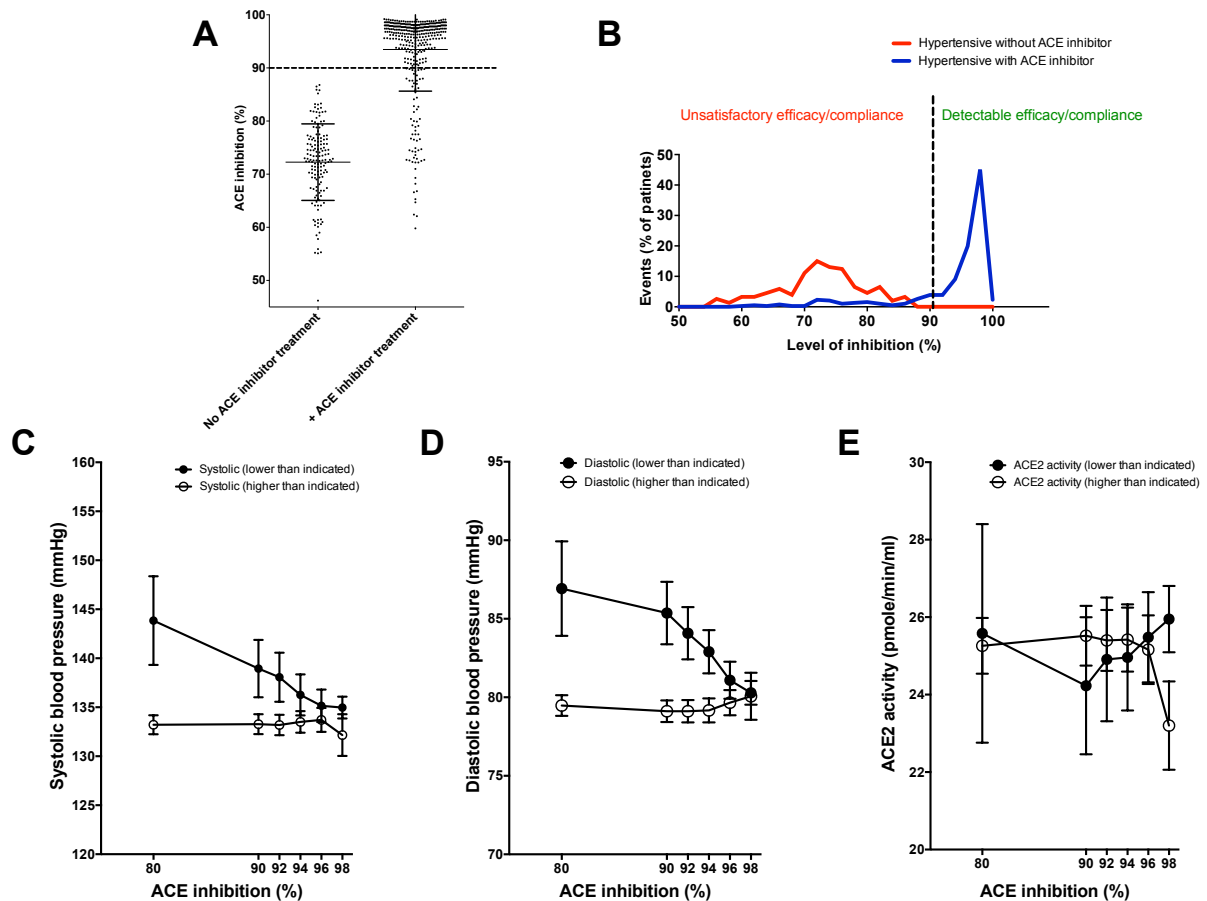 A
ACE inhibition (%)
100
90
80
70
60
50
No ACE inhibitor treatment
+ ACE inhibitor treatment
B
Hypertensive without ACE inhibitor
Hypertensive with ACE inhibitor
Unsatisfactory efficacy/compliance
Detectable efficacy/compliance
Events (% of patinets)
50
40
30
20
10
0
50 60 70 80 90 100
Level of inhibition (%)
C
Systolic (lower than indicated)
Systolic (higher than indicated)
Systolic blood pressure (mmHg)
160
155
150
145
140
135
133
125
120
80 90 92 94 96 98
ACE inhibition (%)
D
Diastolic (lower than indicated)
Diastolic (higher than indicated)
Diastolic blood pressure (mmHg)
95
90
85
80
75
70
80 90 92 94 96 98
ACE inhibition (%)
E
ACE2 activity (lower than indicated)
ACE2 activity (higher than indicated)
ACE2 activity (pmole/min/ml)
30
28
26
24
22
20
80 90 92 94 96 98
ACE inhibition (%)